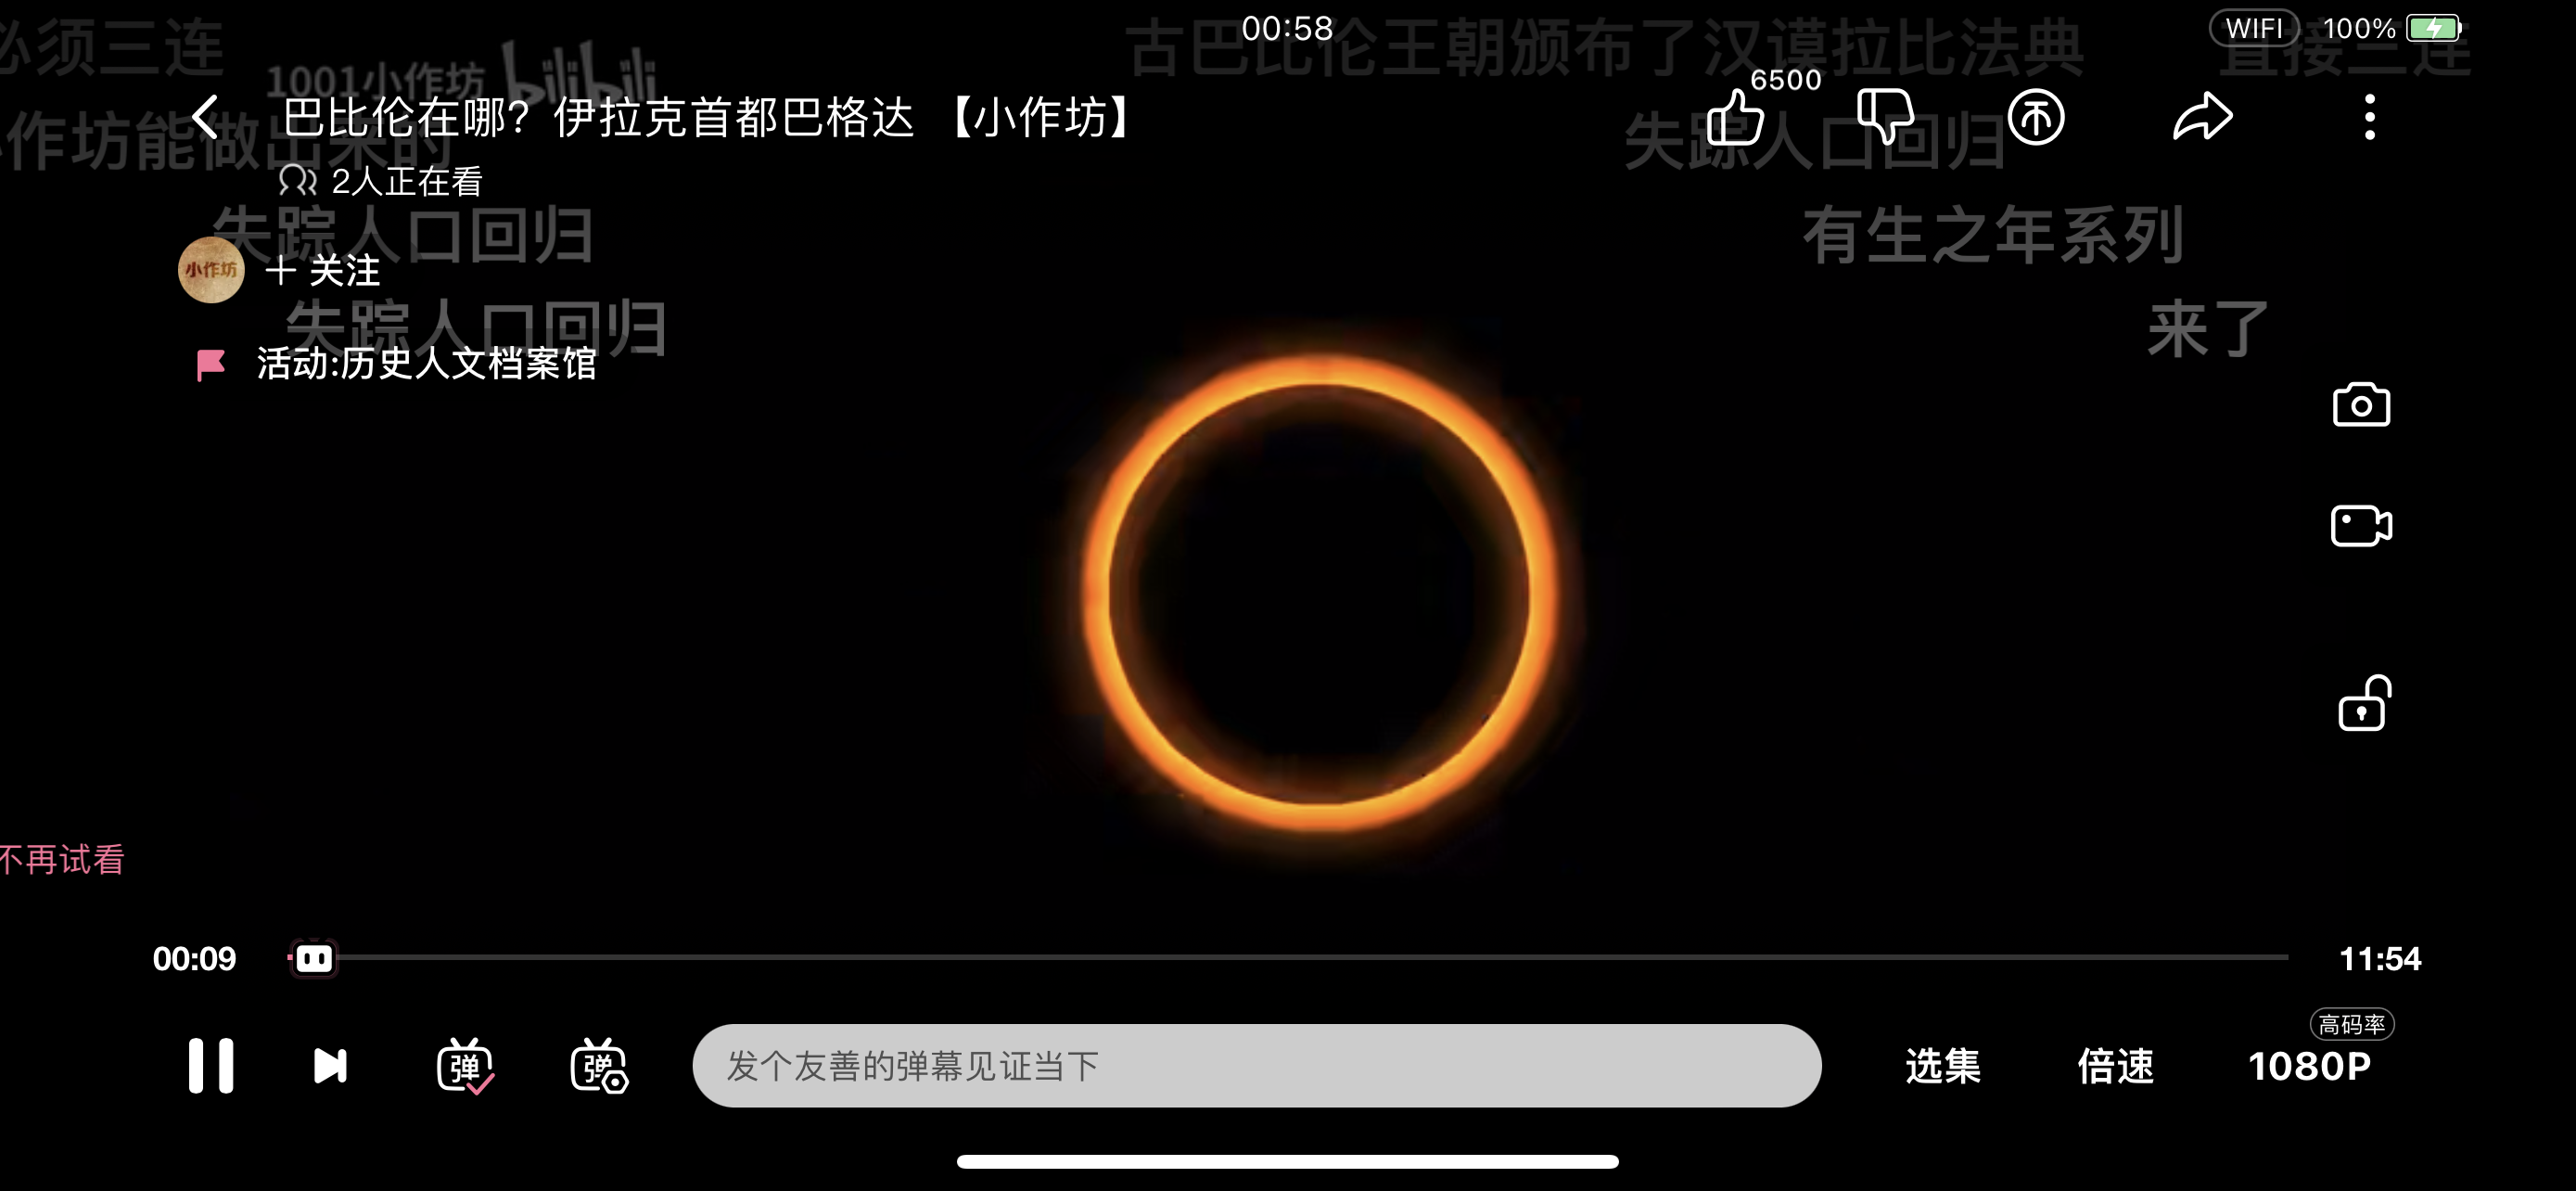 00:58
WIFI 100%
必须三连
古巴比伦王朝颁布了汉谟拉比法典
直接三连
1001小作坊 bilibili
6500
巴比伦在哪？伊拉克首都巴格达 【小作坊】
作坊能做出来的
失踪人口回归
2人正在看
失踪人口回归
有生之年系列
小作坊
关注
失踪人口回归
来了
活动:历史人文档案馆
不再试看
00:09
11:54
高码率
弹
弹
发个友善的弹幕见证当下
选集
倍速
1080P